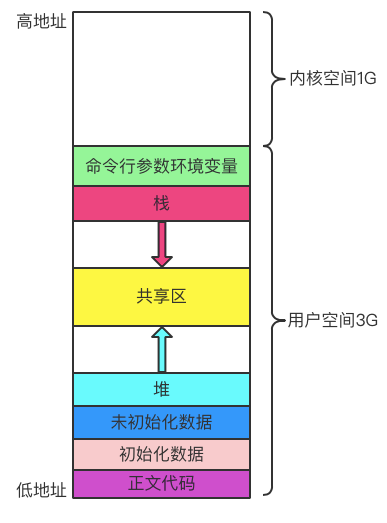 高地址
内核空间1G
命令行参数环境变量
栈
共享区
用户空间3G
堆
未初始化数据
初始化数据
正文代码
低地址